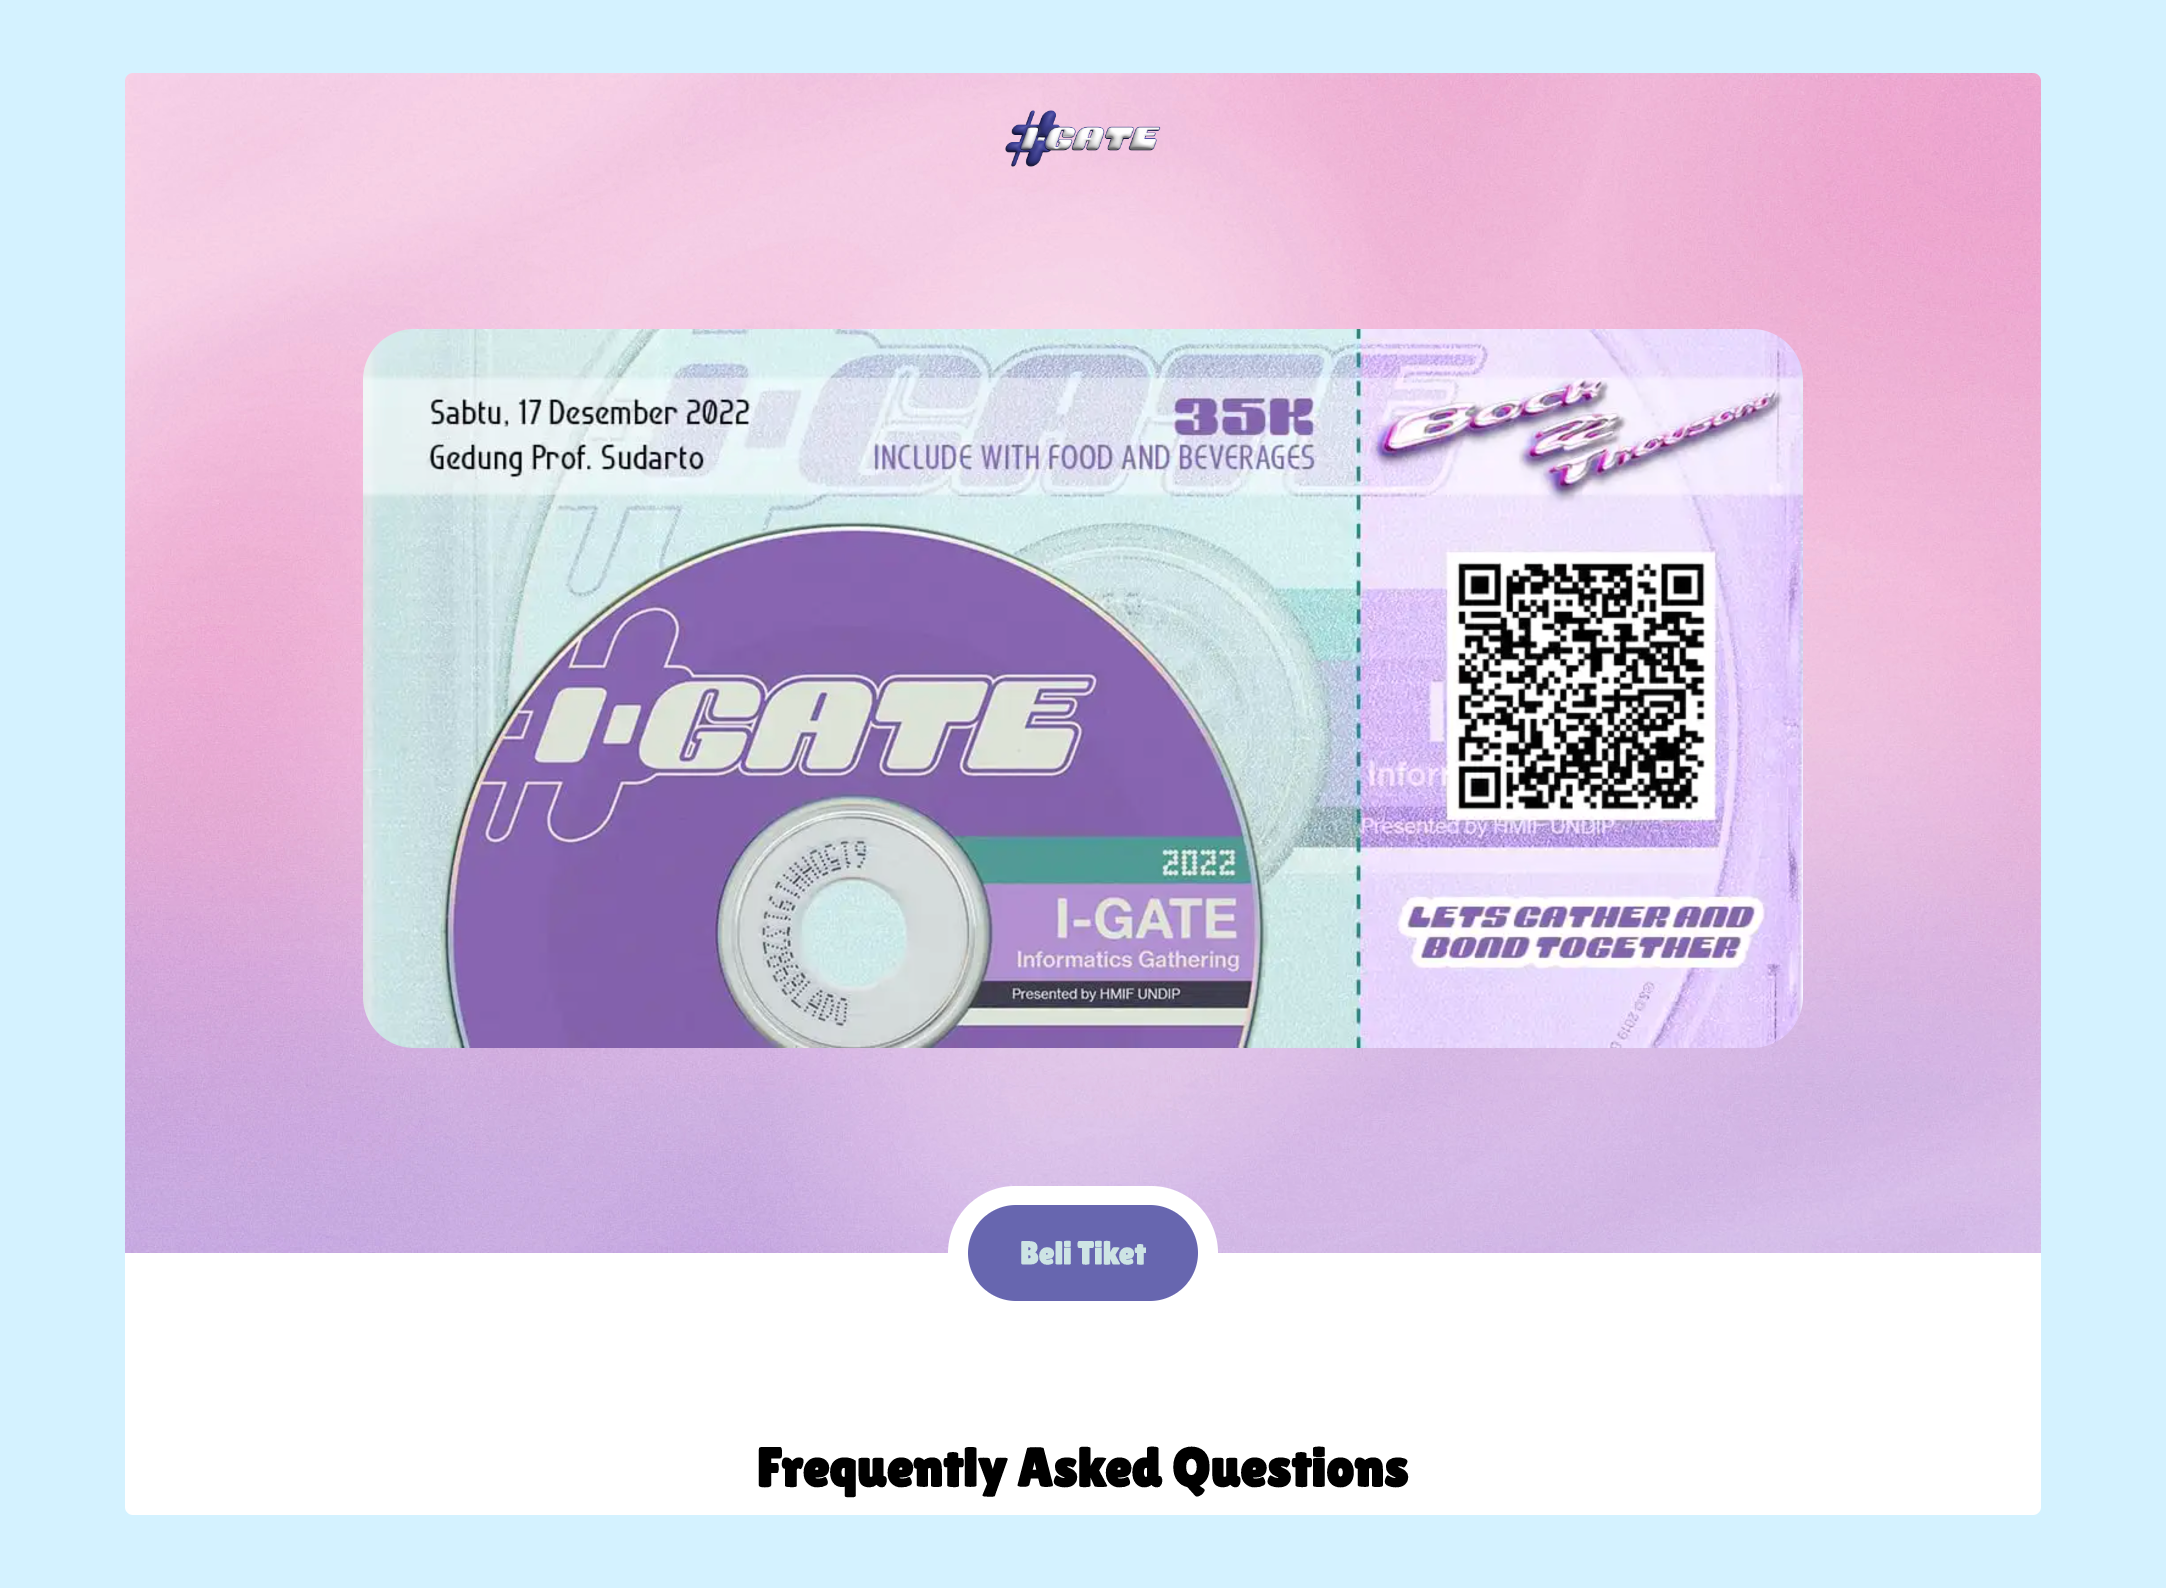 #I-GATE
I-GATE
Sabtu, 17 Desember 2022
Gedung Prof. Sudarto
35K
INCLUDE WITH FOOD AND BEVERAGES
Back
22
Thousand
#I-GATE
2022
I-GATE
Informatics Gathering
Presented by HMIF UNDIP
Infor
Presented by HMIF UNDIP
LETS GATHER AND
BOND TOGETHER
Beli Tiket
Frequently Asked Questions